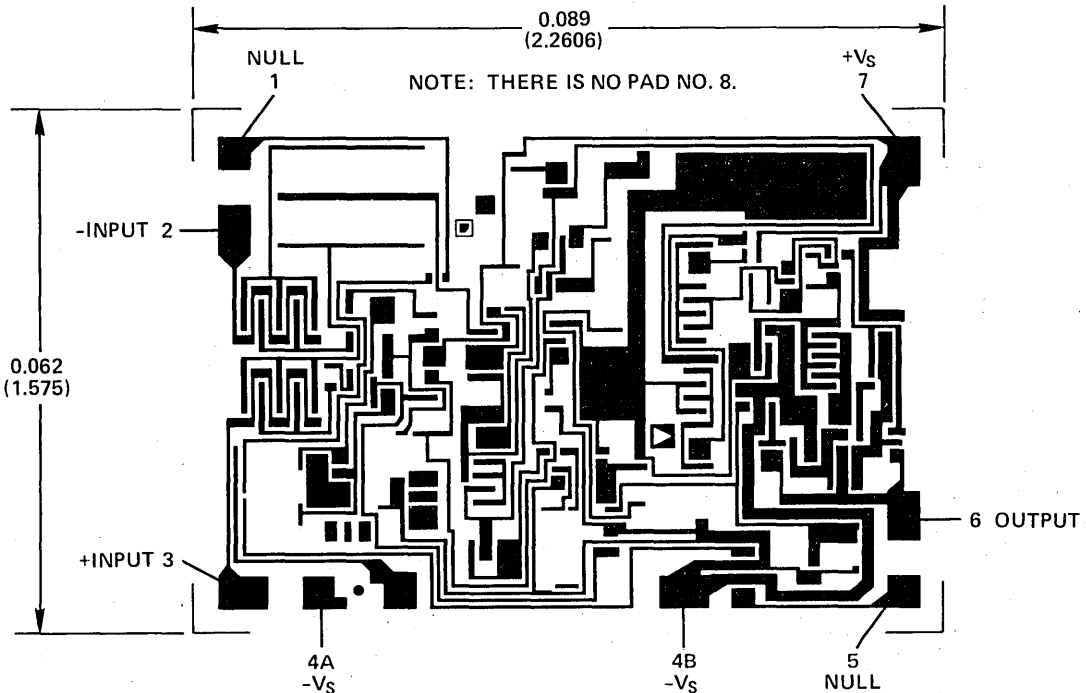 0.089
(2.2606)
NULL
1
NOTE: THERE IS NO PAD NO. 8.
+VS
7
-INPUT 2
0.062
(1.575)
6 OUTPUT
+INPUT 3
4A
-VS
4B
-VS
5
NULL